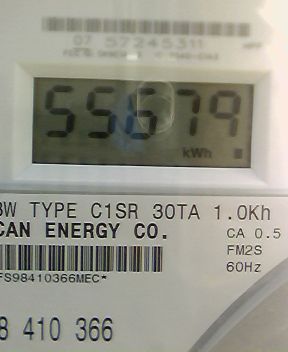 07 57245311
55679
kWh
3W TYPE C1SR 30TA 1.0Kh
CAN ENERGY CO.
CA 0.5
FM2S
60Hz
FS98410366MEC*
8 410 366